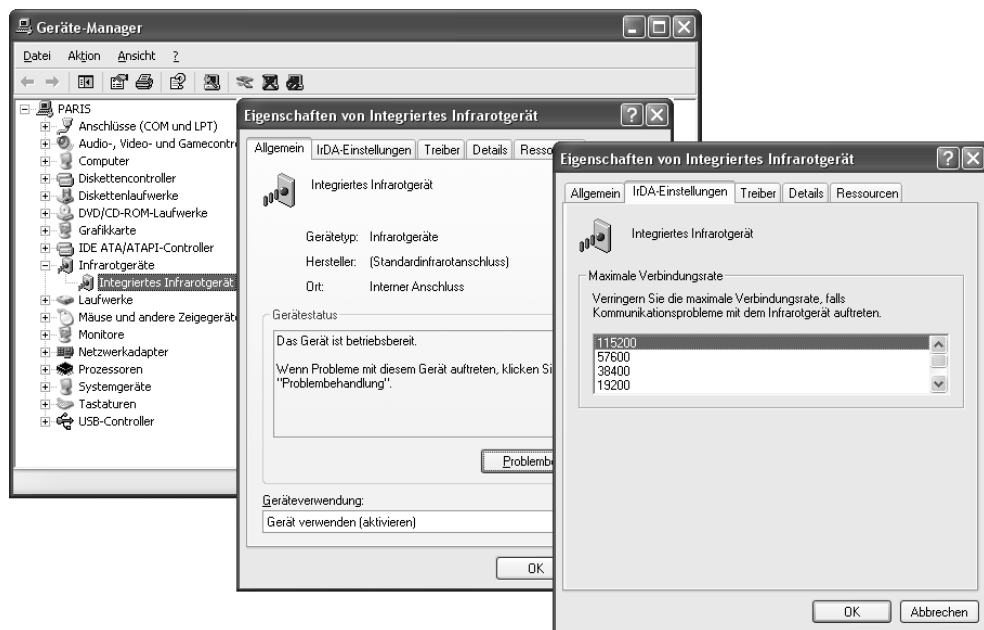 Geräte-Manager
Datei Aktion Ansicht ?
PARIS
Anschlüsse (COM und LPT)
Audio-, Video- und Gamecontr
Computer
Diskettencontroller
Diskettenlaufwerke
DVD/CD-ROM-Laufwerke
Grafikkarte
IDE ATA/ATAPI-Controller
Infrarotgeräte
Integriertes Infrarotgerät
Laufwerke
Mäuse und andere Zeigegeräte
Monitore
Netzwerkadapter
Prozessoren
Systemgeräte
Tastaturen
USB-Controller
Eigenschaften von Integriertes Infrarotgerät
Allgemein IrDA-Einstellungen Treiber Details Resso
Integriertes Infrarotgerät
Gerätetyp: Infrarotgeräte
Hersteller: (Standardinfrarotanschluss)
Ort: Interner Anschluss
Gerätestatus
Das Gerät ist betriebsbereit.
Wenn Probleme mit diesem Gerät auftreten, klicken Si
"Problembehandlung".
Problembe
Geräteverwendung:
Gerät verwenden (aktivieren)
OK
Eigenschaften von Integriertes Infrarotgerät
Allgemein IrDA-Einstellungen Treiber Details Ressourcen
Integriertes Infrarotgerät
Maximale Verbindungsrate
Verringern Sie die maximale Verbindungsrate, falls
Kommunikationsprobleme mit dem Infrarotgerät auftreten.
115200
57600
38400
19200
OK Abbrechen